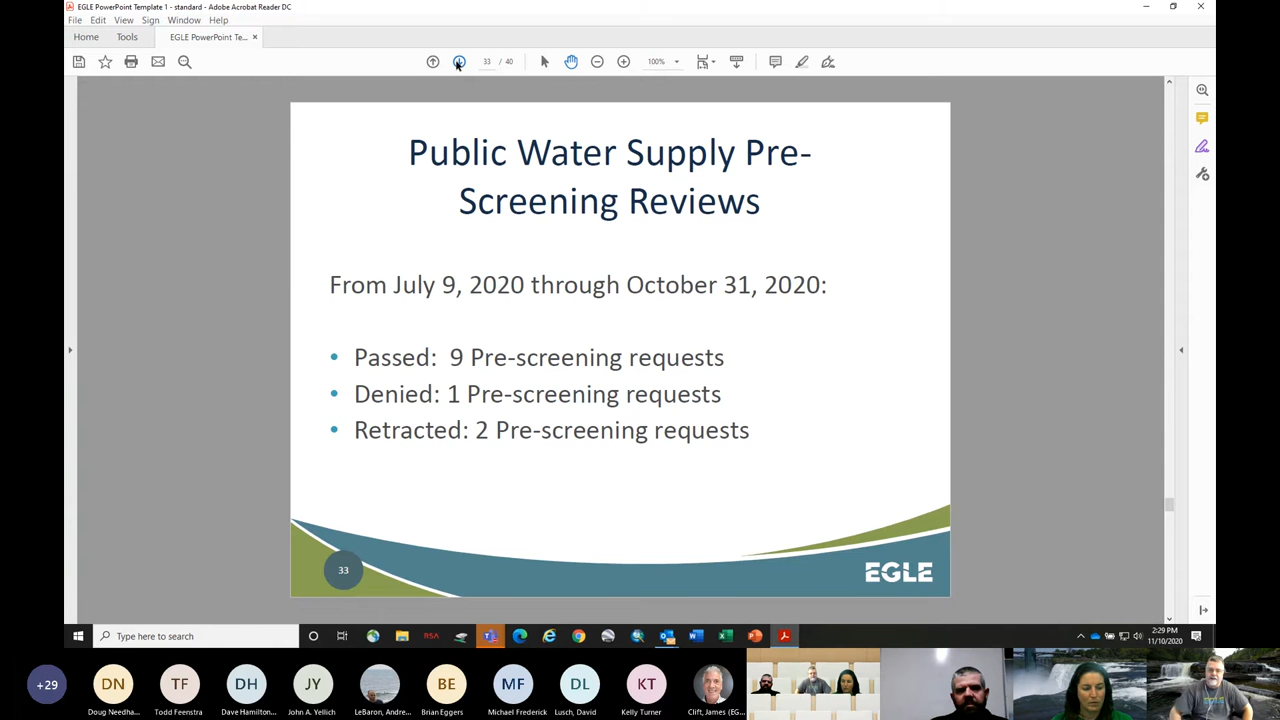 EGLE PowerPoint Template 1 - standard - Adobe Acrobat Reader DC
File Edit View Sign Window Help
Home Tools EGLE PowerPoint Te... ×
33 / 40 100%
Public Water Supply Pre-
Screening Reviews
From July 9, 2020 through October 31, 2020:
• Passed: 9 Pre-screening requests
• Denied: 1 Pre-screening requests
• Retracted: 2 Pre-screening requests
33
EGLE
Type here to search
RSA
2:29 PM
11/10/2020
+29 DN TF DH JY BE MF DL KT
Doug Needha... Todd Feenstra Dave Hamilton... John A. Yellich LeBaron, Andre... Brian Eggers Michael Frederick Lusch, David Kelly Turner Clift, James (EG...